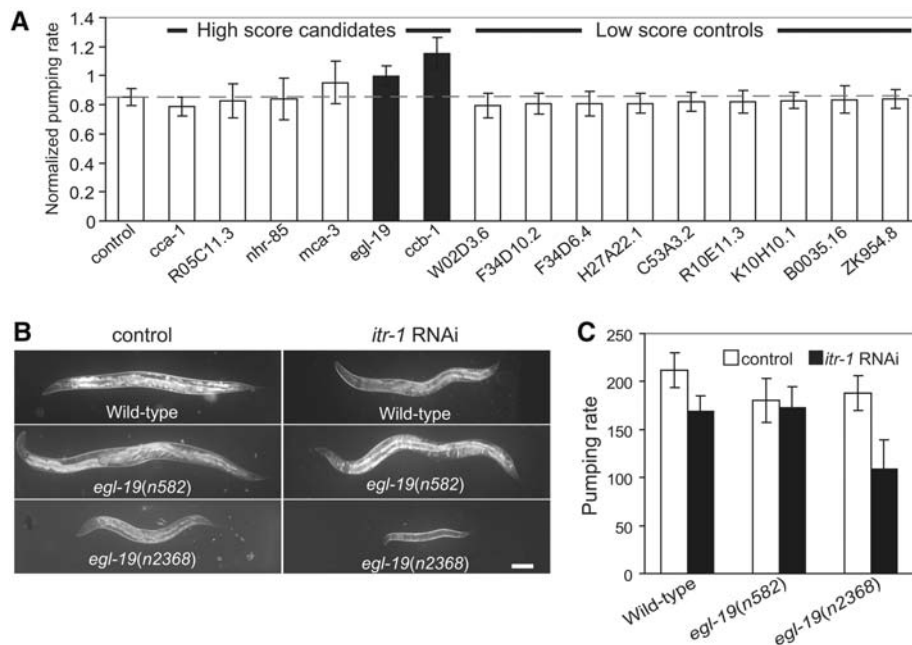 A
High score candidates
Low score controls
Normalized pumping rate
1.4
1.2
1
0.8
0.6
0.4
0.2
0
control
cca-1
R05C11.3
nhr-85
mca-3
egl-19
ccb-1
W02D3.6
F34D10.2
F34D6.4
H27A22.1
C53A3.2
R10E11.3
K10H10.1
B0035.16
ZK954.8
B
control
itr-1 RNAi
Wild-type
Wild-type
egl-19(n582)
egl-19(n582)
egl-19(n2368)
egl-19(n2368)
C
Pumping rate
250
200
150
100
50
0
control
itr-1 RNAi
Wild-type
egl-19(n582)
egl-19(n2368)